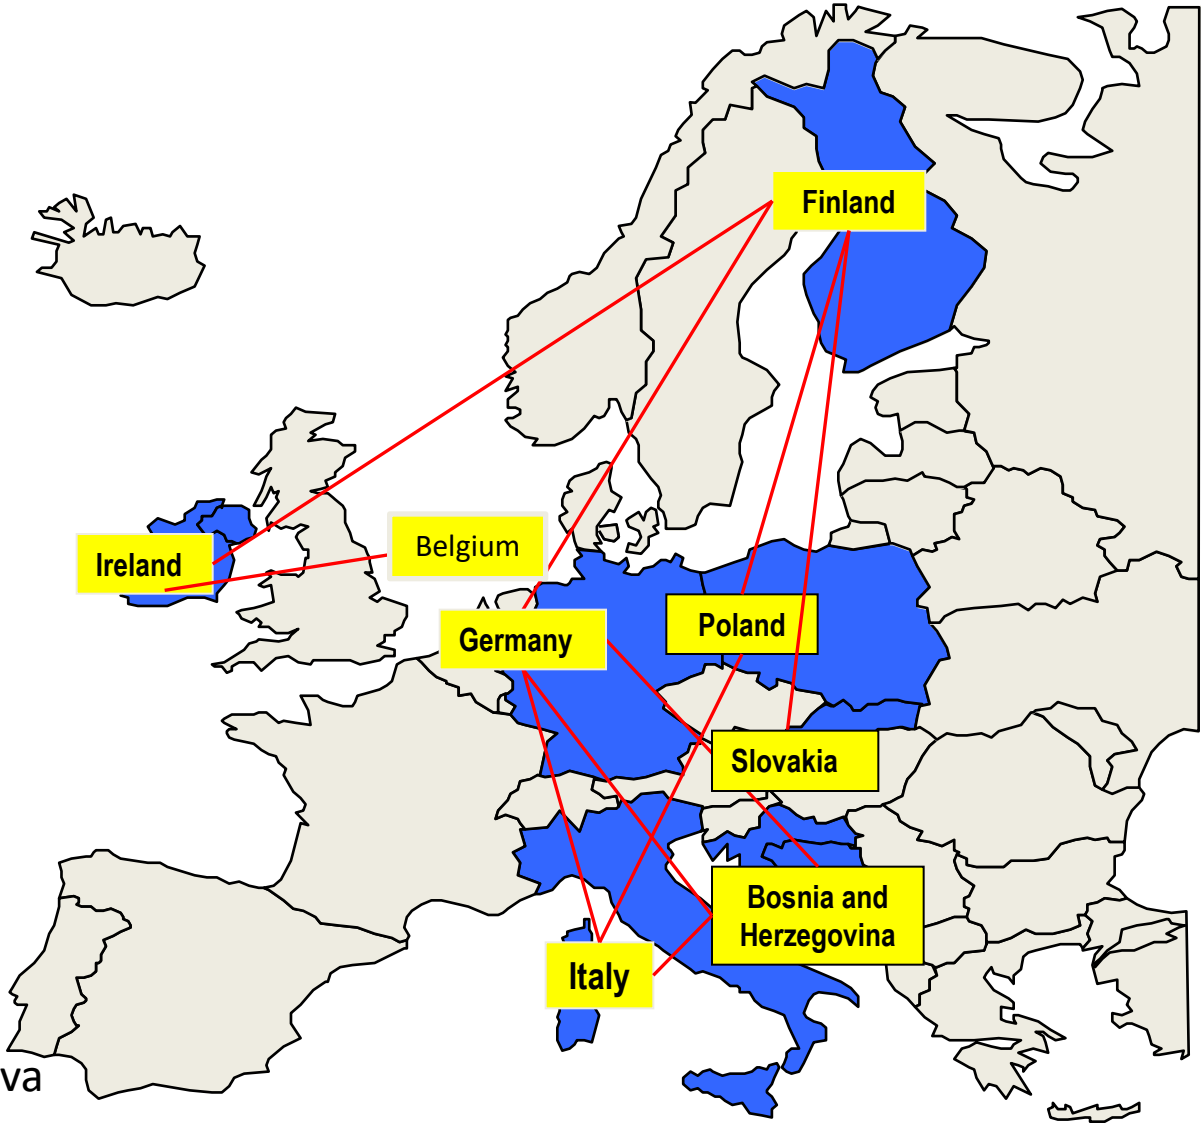 Finland
Belgium
Ireland
Poland
Germany
Slovakia
Bosnia and
Herzegovina
Italy
va